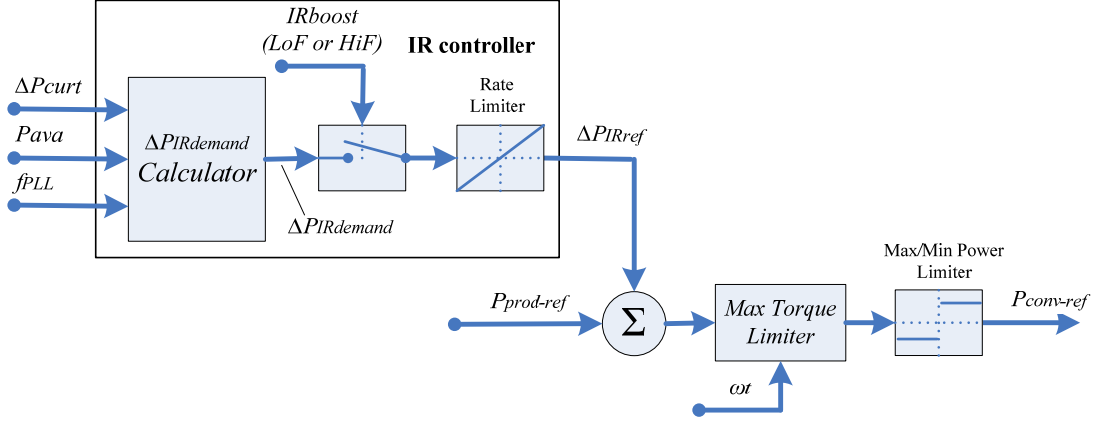 IRboost
(LoF or HiF)
IR controller
Rate
Limiter
ΔPcurt
Pava
fPLL
ΔPIRdemand
Calculator
ΔPIRdemand
ΔPIRref
Max/Min Power
Limiter
Pprod-ref
Σ
Max Torque
Limiter
Pconv-ref
ωt